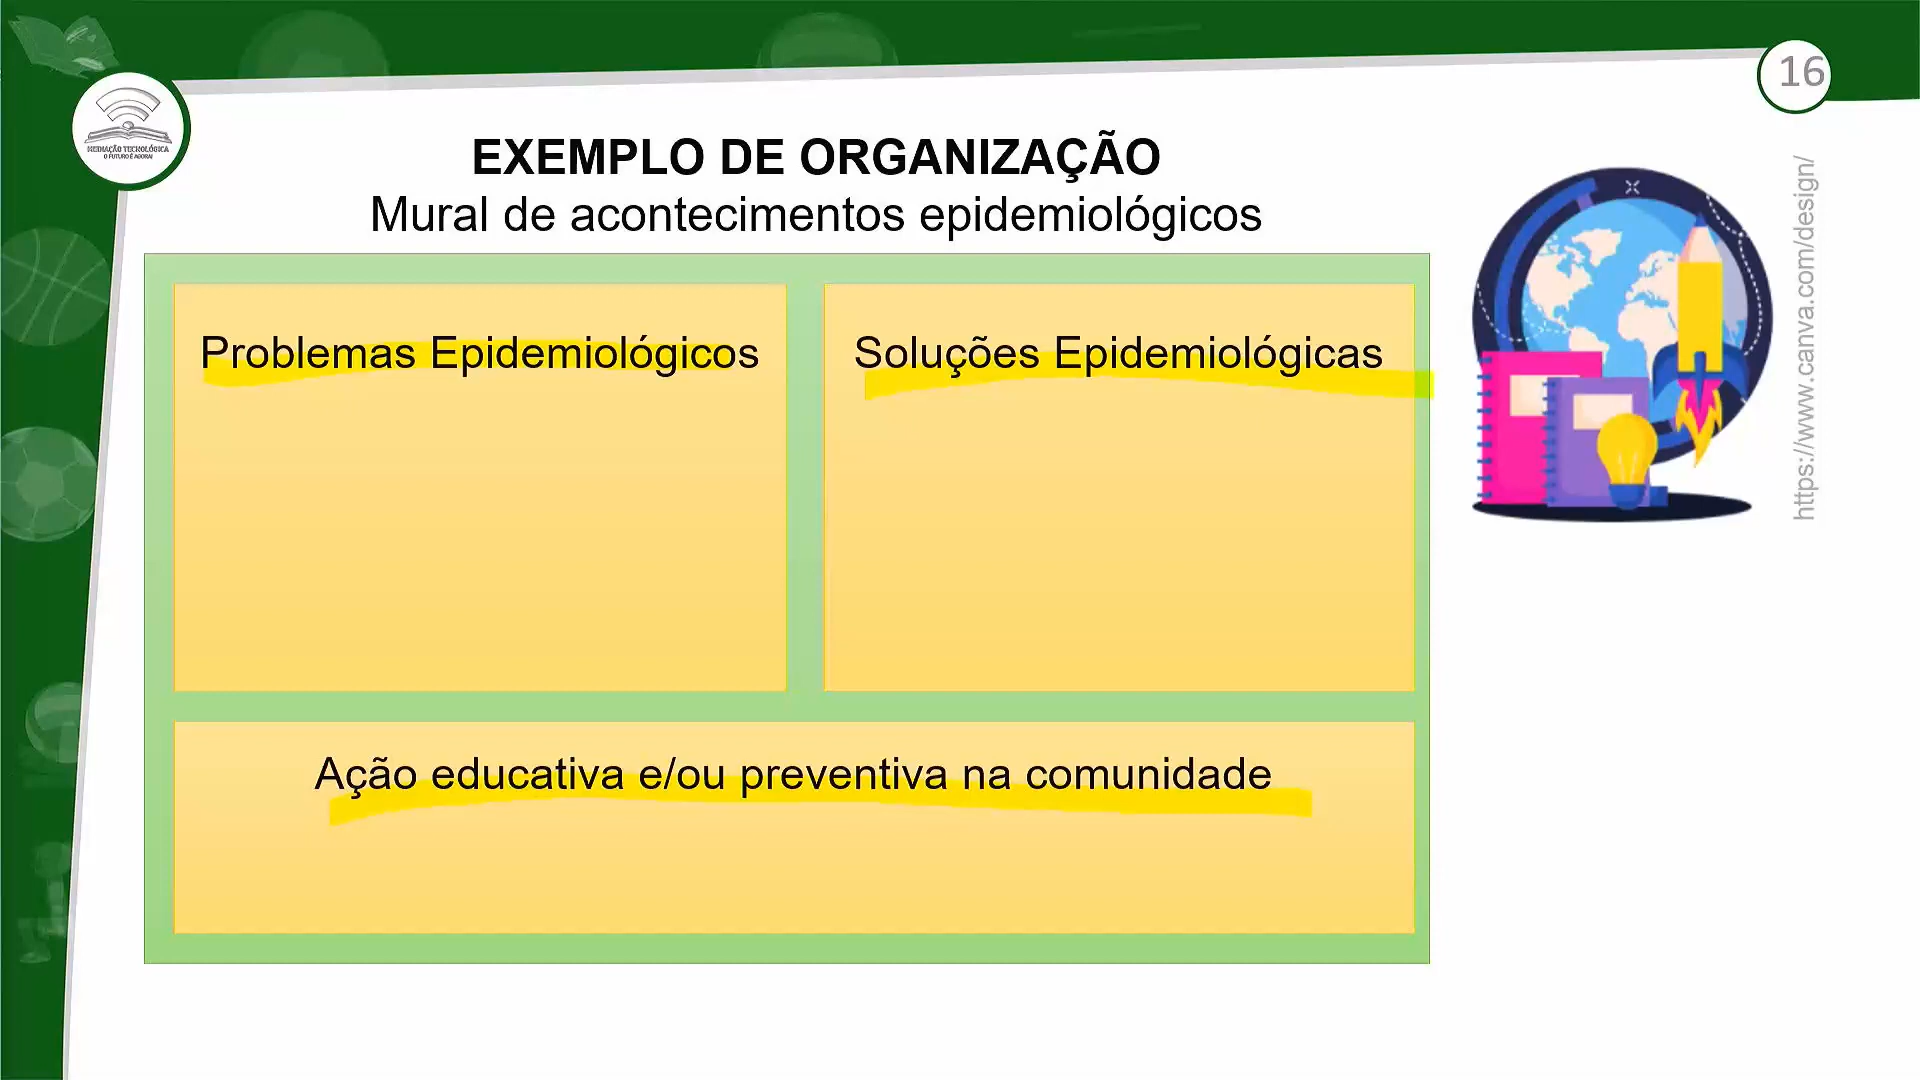 16
MEDIAÇÃO TECNOLÓGICA
O FUTURO É AGORA!
EXEMPLO DE ORGANIZAÇÃO
Mural de acontecimentos epidemiológicos
https://www.canva.com/design/
Problemas Epidemiológicos
Soluções Epidemiológicas
Ação educativa e/ou preventiva na comunidade